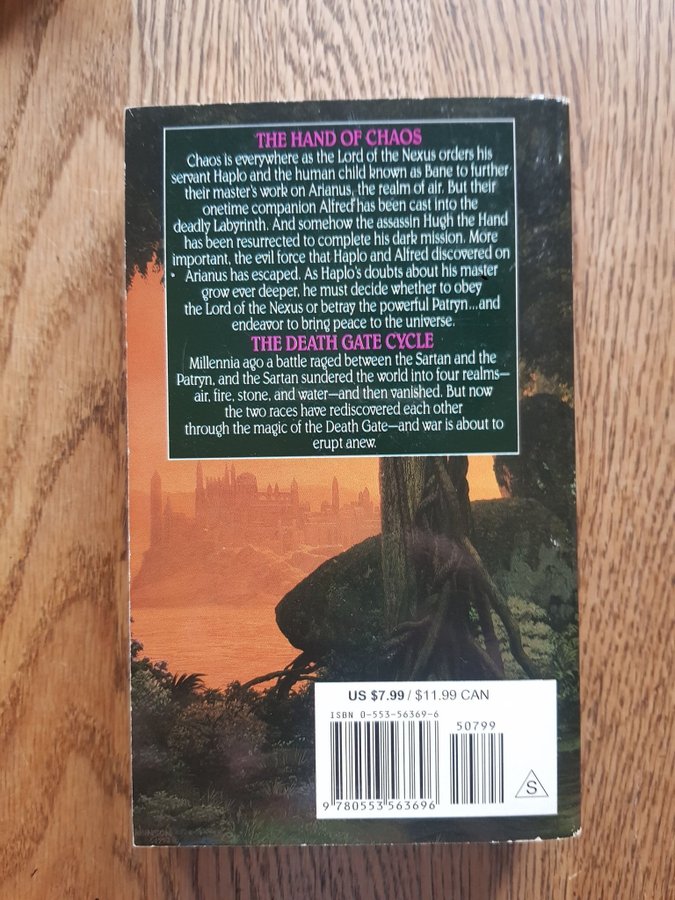 THE HAND OF CHAOS
Chaos is everywhere as the Lord of the Nexus orders his
servant Haplo and the human child known as Bane to further
their master's work on Arianus, the realm of air. But their
onetime companion Alfred has been cast into the
deadly Labyrinth. And somehow the assassin Hugh the Hand
has been resurrected to complete his dark mission. More
important, the evil force that Haplo and Alfred discovered on
Arianus has escaped. As Haplo's doubts about his master
grow ever deeper, he must decide whether to obey
the Lord of the Nexus or betray the powerful Patryn...and
endeavor to bring peace to the universe.
THE DEATH GATE CYCLE
Millennia ago a battle raged between the Sartan and the
Patryn, and the Sartan sundered the world into four realms—
air, fire, stone, and water—and then vanished. But now
the two races have rediscovered each other
through the magic of the Death Gate—and war is about to
erupt anew.
US $7.99 / $11.99 CAN
ISBN 0-553-56369-6
50799
9 780553 563696
S